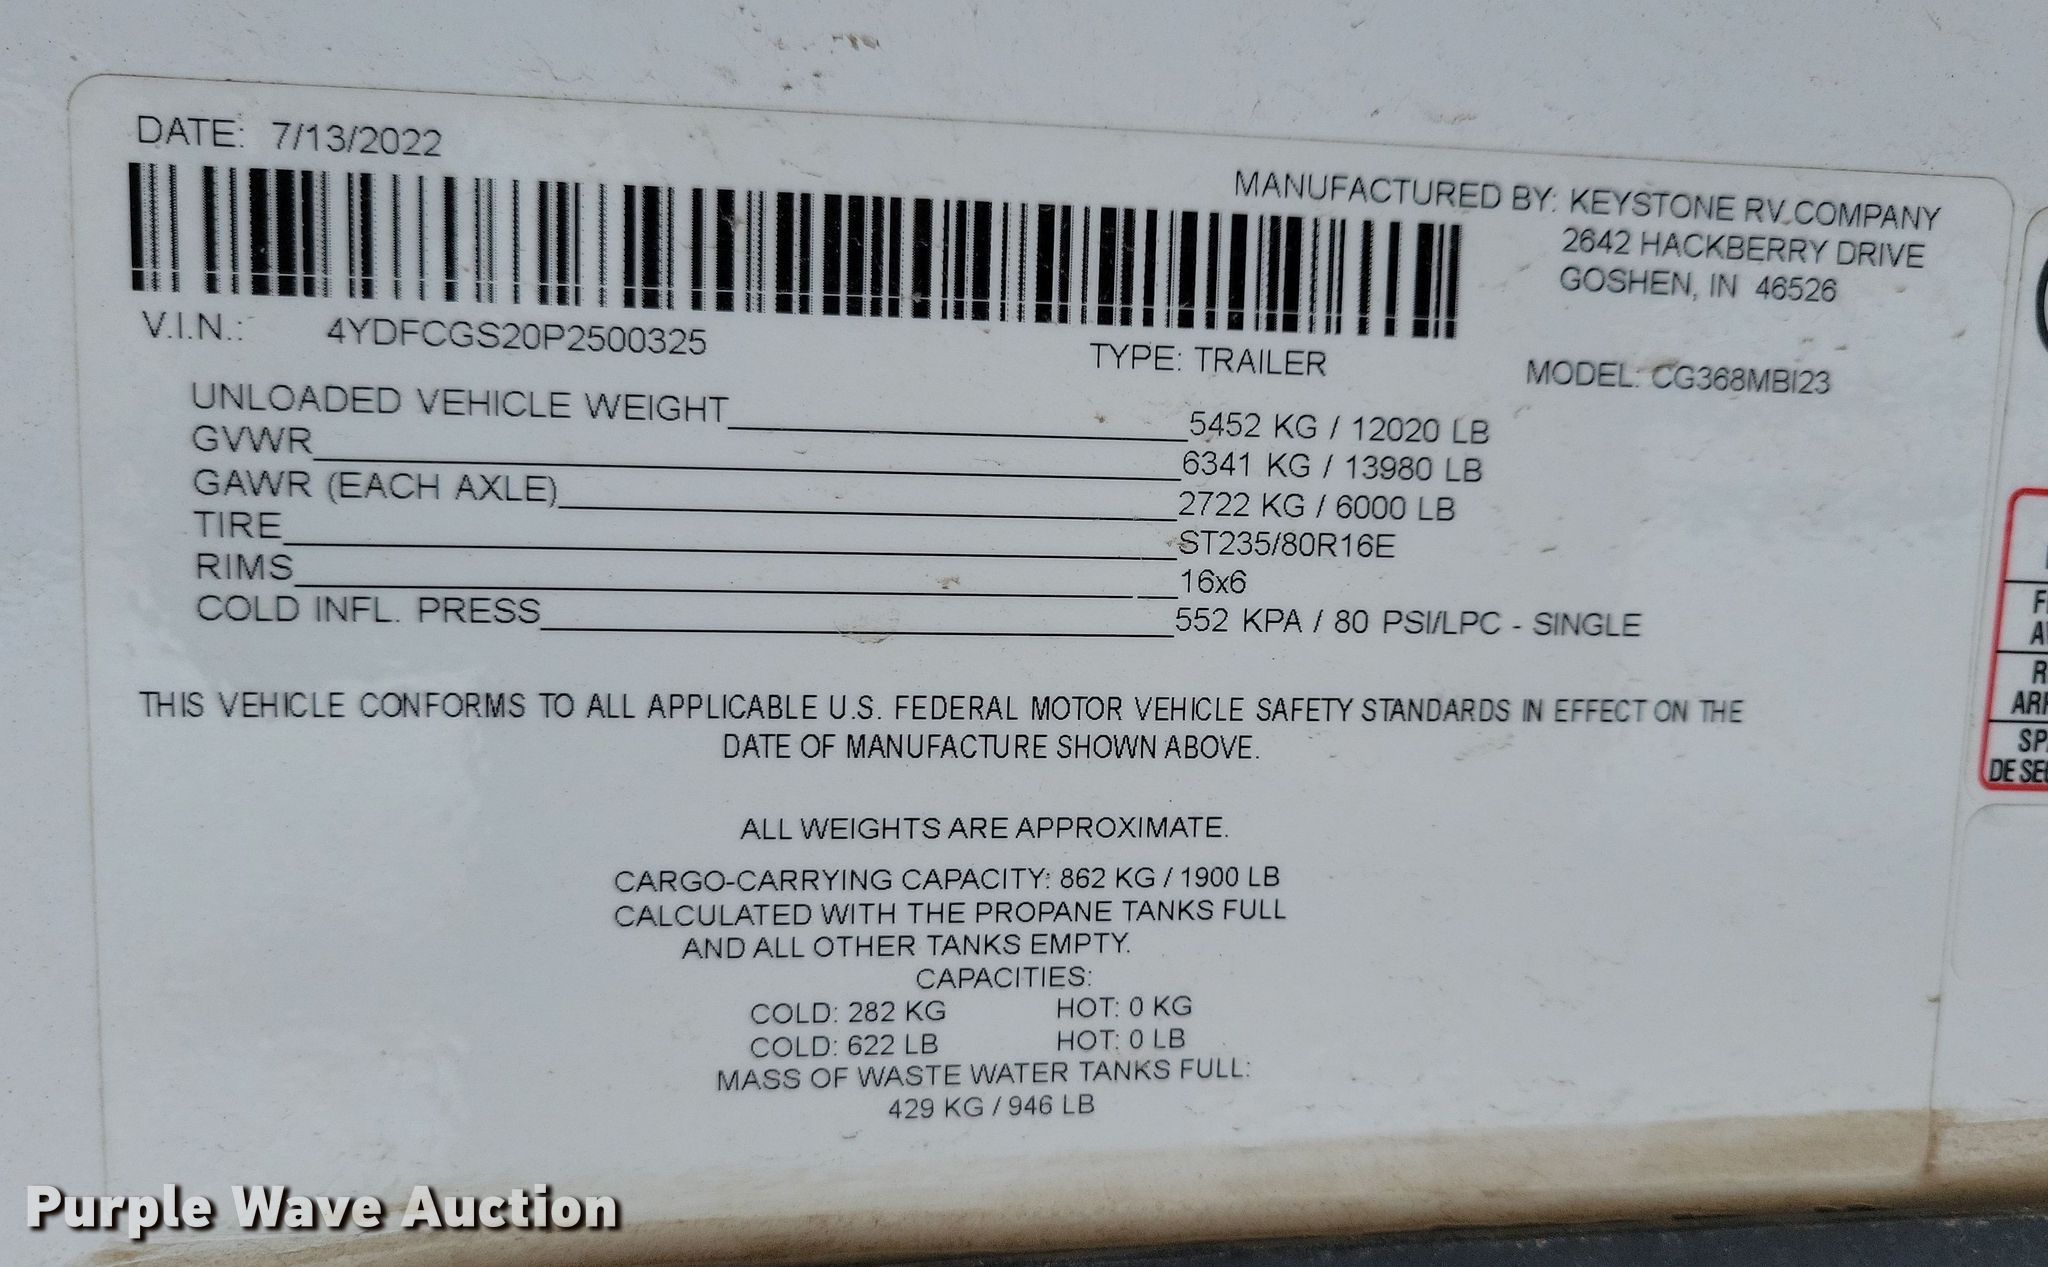 DATE: 7/13/2022
MANUFACTURED BY: KEYSTONE RV COMPANY
2642 HACKBERRY DRIVE
GOSHEN, IN 46526
V.I.N.: 4YDFCGS20P2500325
TYPE: TRAILER
MODEL: CG368MBI23
UNLOADED VEHICLE WEIGHT 5452 KG / 12020 LB
GVWR 6341 KG / 13980 LB
GAWR (EACH AXLE) 2722 KG / 6000 LB
TIRE ST235/80R16E
RIMS 16x6
COLD INFL. PRESS 552 KPA / 80 PSI/LPC - SINGLE
THIS VEHICLE CONFORMS TO ALL APPLICABLE U.S. FEDERAL MOTOR VEHICLE SAFETY STANDARDS IN EFFECT ON THE
DATE OF MANUFACTURE SHOWN ABOVE.
ALL WEIGHTS ARE APPROXIMATE.
CARGO-CARRYING CAPACITY: 862 KG / 1900 LB
CALCULATED WITH THE PROPANE TANKS FULL
AND ALL OTHER TANKS EMPTY.
CAPACITIES:
COLD: 282 KG HOT: 0 KG
COLD: 622 LB HOT: 0 LB
MASS OF WASTE WATER TANKS FULL:
429 KG / 946 LB
DE
Purple Wave Auction